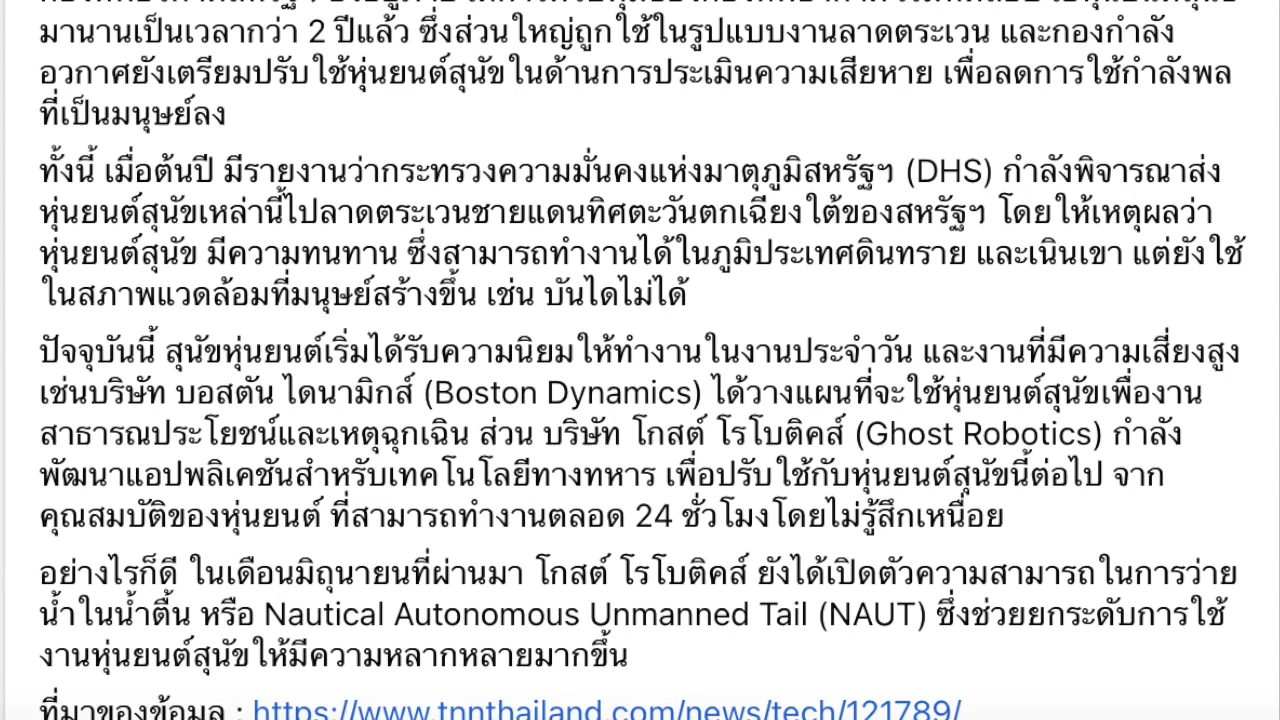 มานานเป็นเวลากว่า 2 ปีแล้ว ซึ่งส่วนใหญ่ถูกใช้ในรูปแบบงานลาดตระเวน และกองกำลัง
อวกาศยังเตรียมปรับใช้หุ่นยนต์สุนัขในด้านการประเมินความเสียหาย เพื่อลดการใช้กำลังพล
ที่เป็นมนุษย์ลง
ทั้งนี้ เมื่อต้นปี มีรายงานว่ากระทรวงความมั่นคงแห่งมาตุภูมิสหรัฐฯ (DHS) กำลังพิจารณาส่ง
หุ่นยนต์สุนัขเหล่านี้ไปลาดตระเวนชายแดนทิศตะวันตกเฉียงใต้ของสหรัฐฯ โดยให้เหตุผลว่า
หุ่นยนต์สุนัข มีความทนทาน ซึ่งสามารถทำงานได้ในภูมิประเทศดินทราย และเนินเขา แต่ยังใช้
ในสภาพแวดล้อมที่มนุษย์สร้างขึ้น เช่น บันไดไม่ได้
ปัจจุบันนี้ สุนัขหุ่นยนต์เริ่มได้รับความนิยมให้ทำงานในงานประจำวัน และงานที่มีความเสี่ยงสูง
เช่นบริษัท บอสตัน ไดนามิกส์ (Boston Dynamics) ได้วางแผนที่จะใช้หุ่นยนต์สุนัขเพื่องาน
สาธารณประโยชน์และเหตุฉุกเฉิน ส่วน บริษัท โกสต์ โรโบติคส์ (Ghost Robotics) กำลัง
พัฒนาแอปพลิเคชันสำหรับเทคโนโลยีทางทหาร เพื่อปรับใช้กับหุ่นยนต์สุนัขนี้ต่อไป จาก
คุณสมบัติของหุ่นยนต์ ที่สามารถทำงานตลอด 24 ชั่วโมงโดยไม่รู้สึกเหนื่อย
อย่างไรก็ดี ในเดือนมิถุนายนที่ผ่านมา โกสต์ โรโบติคส์ ยังได้เปิดตัวความสามารถในการว่าย
น้ำในน้ำตื้น หรือ Nautical Autonomous Unmanned Tail (NAUT) ซึ่งช่วยยกระดับการใช้
งานหุ่นยนต์สุนัขให้มีความหลากหลายมากขึ้น
ที่มาของข้อมูล : https://www.tnnthailand.com/news/tech/121789/